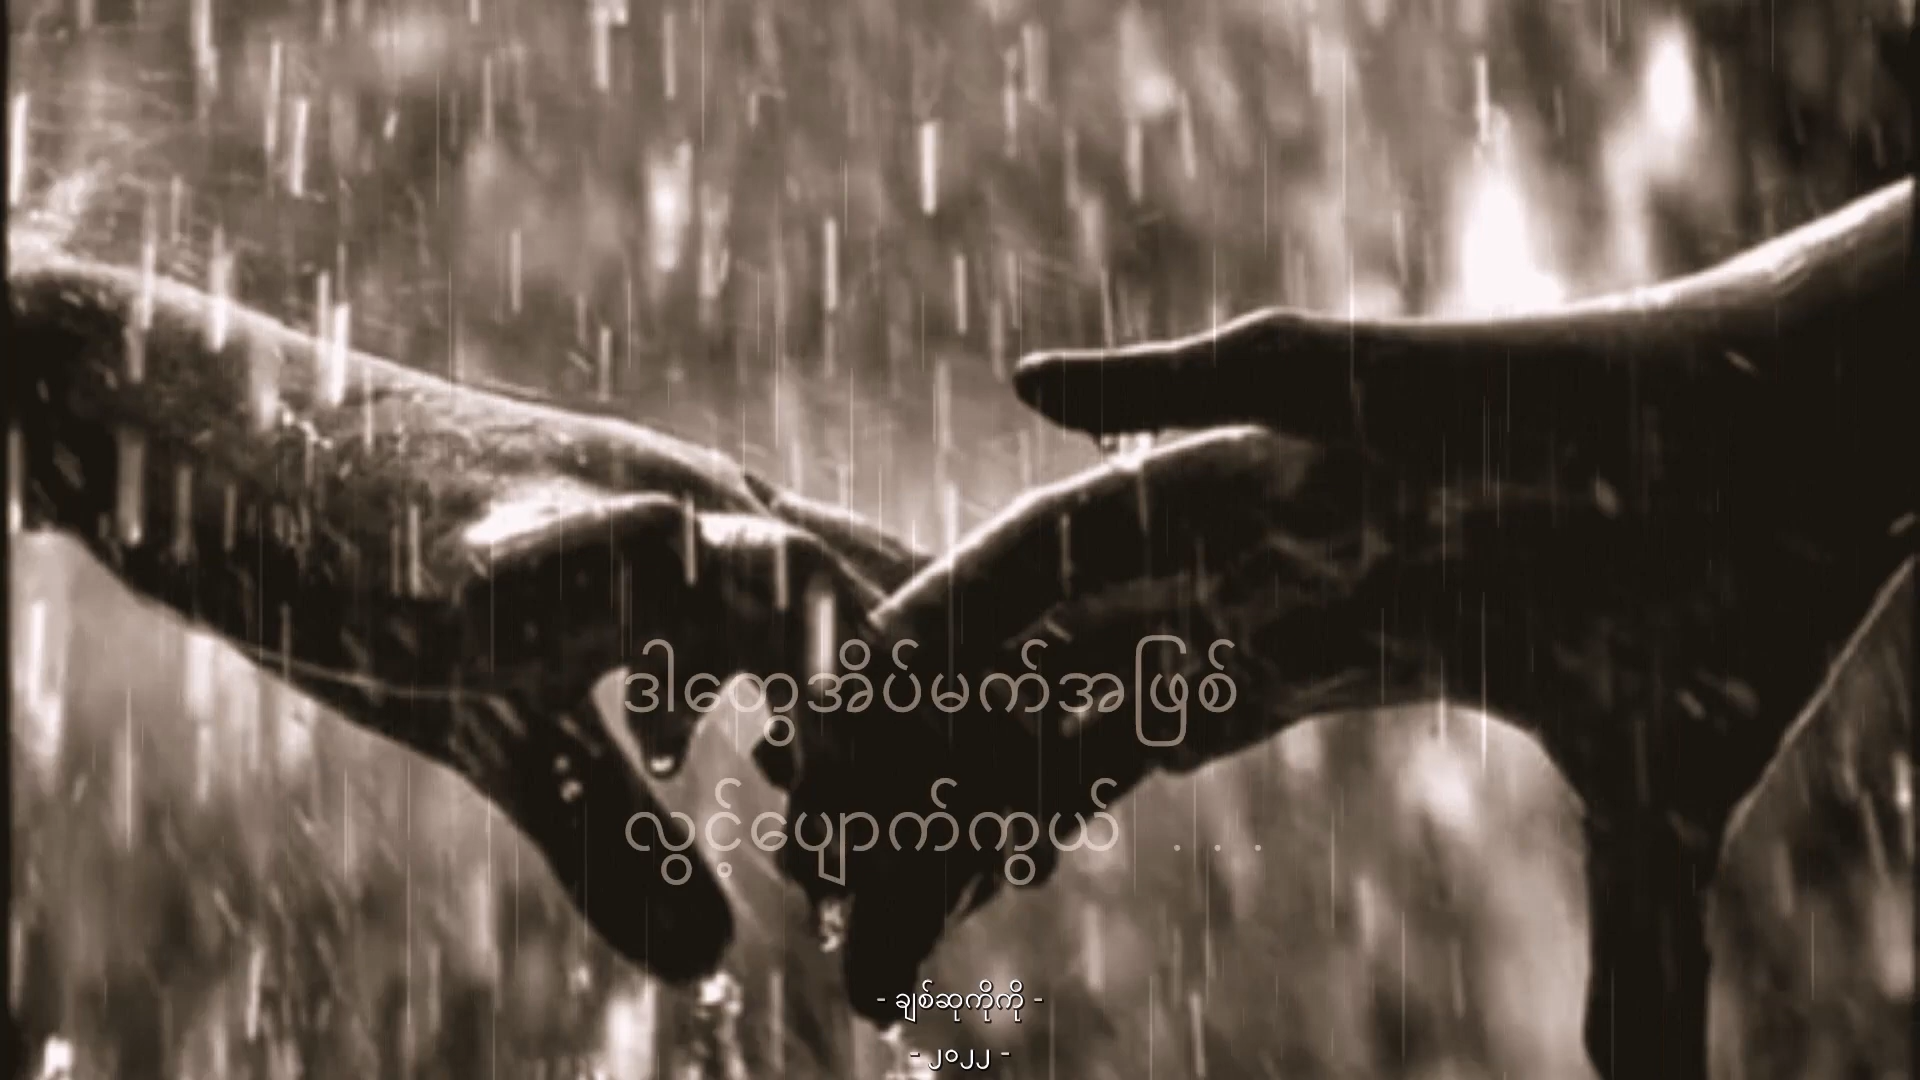 ဒါတွေအိပ်မက်အဖြစ်
လွင့်ပျောက်ကွယ် . . .
- ချစ်ဆုကိုကို -
- ၂၀၂၂ -